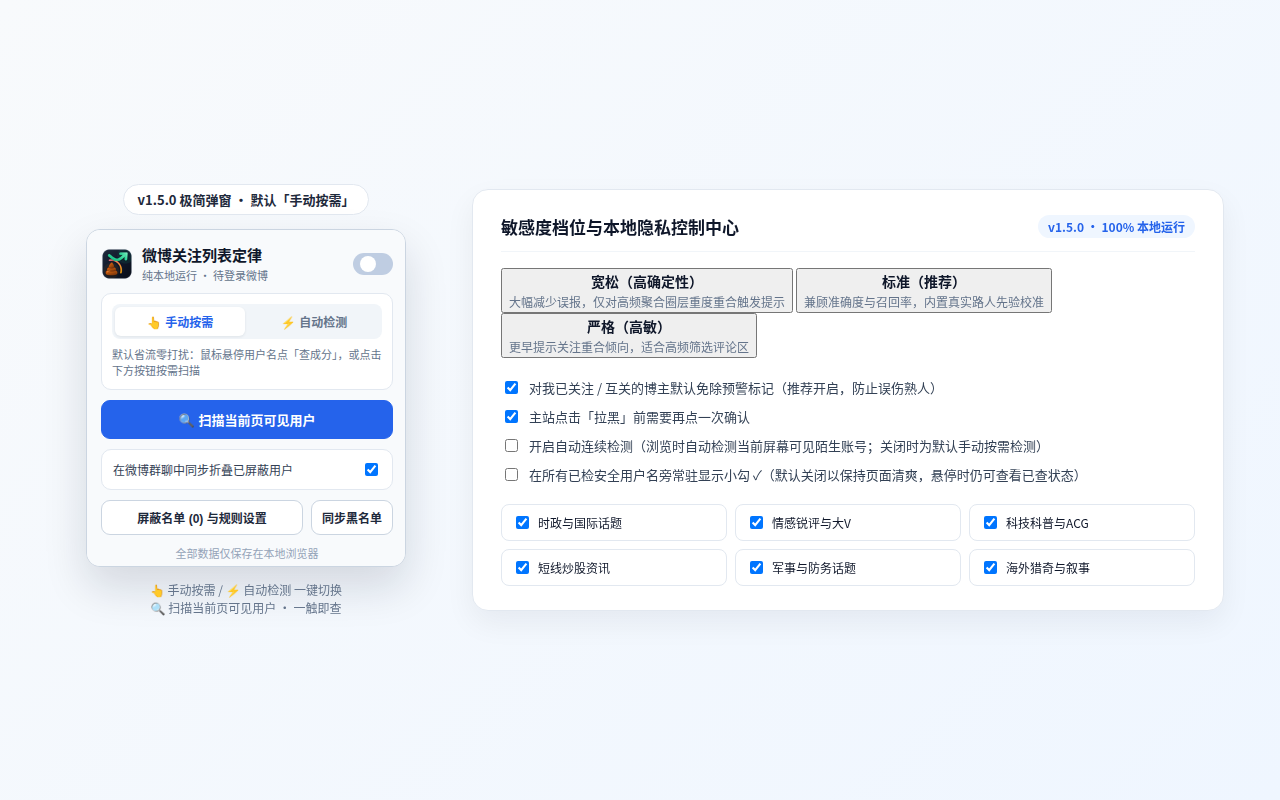 v1.5.0 极简弹窗 · 默认「手动按需」
微博关注列表定律
纯本地运行 · 待登录微博
👆 手动按需
⚡ 自动检测
默认省流零打扰：鼠标悬停用户名点「查成分」，或点击
下方按钮按需扫描
🔍 扫描当前页可见用户
在微博群聊中同步折叠已屏蔽用户
屏蔽名单 (0) 与规则设置
同步黑名单
全部数据仅保存在本地浏览器
👆 手动按需 / ⚡ 自动检测 一键切换
🔍 扫描当前页可见用户 · 一触即查
敏感度档位与本地隐私控制中心
v1.5.0 · 100% 本地运行
宽松（高确定性）
大幅减少误报，仅对高频聚合圈层重度重合触发提示
标准（推荐）
兼顾准确度与召回率，内置真实路人先验校准
严格（高敏）
更早提示关注重合倾向，适合高频筛选评论区
对我已关注 / 互关的博主默认免除预警标记（推荐开启，防止误伤熟人）
主站点击「拉黑」前需要再点一次确认
开启自动连续检测（浏览时自动检测当前屏幕可见陌生账号；关闭时为默认手动按需检测）
在所有已检安全用户名旁常驻显示小勾 ✓（默认关闭以保持页面清爽，悬停时仍可查看已查状态）
时政与国际话题
情感锐评与大V
科技科普与ACG
短线炒股资讯
军事与防务话题
海外猎奇与叙事